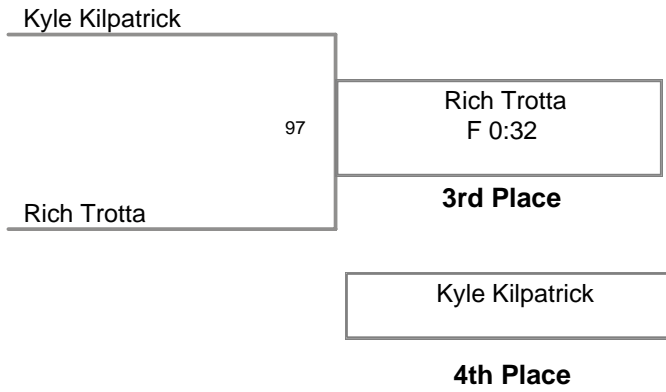 Kyle Kilpatrick
97
Rich Trotta
F 0:32
3rd Place
Rich Trotta
Kyle Kilpatrick
4th Place